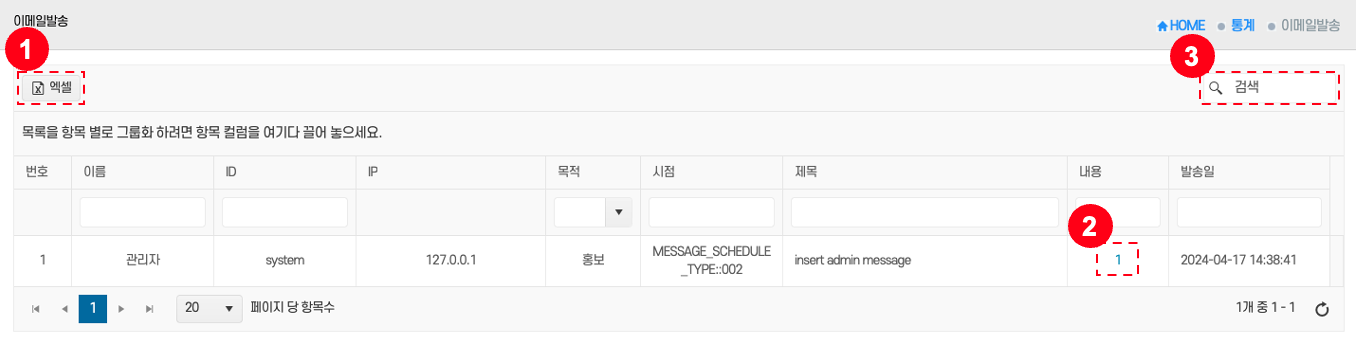 이메일발송
HOME 통계 이메일발송
1
3
엑셀
검색
목록을 항목 별로 그룹화 하려면 항목 컬럼을 여기다 끌어 놓으세요.
번호 이름 ID IP 목적 시점 제목 내용 발송일
2
1 관리자 system 127.0.0.1 홍보 MESSAGE_SCHEDULE insert admin message 1 2024-04-17 14:38:41
_TYPE::002
1 20 페이지 당 항목수 1개 중 1 - 1